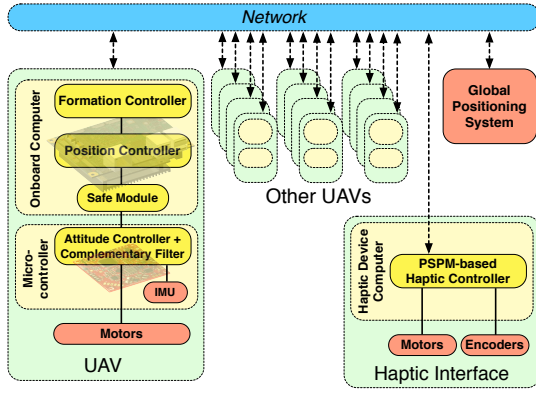 Network
Onboard Computer
Formation Controller
Position Controller
Safe Module
Micro-
controller
Attitude Controller +
Complementary Filter
IMU
Motors
UAV
Other UAVs
Global
Positioning
System
Haptic Device
Computer
PSPM-based
Haptic Controller
Motors
Encoders
Haptic Interface